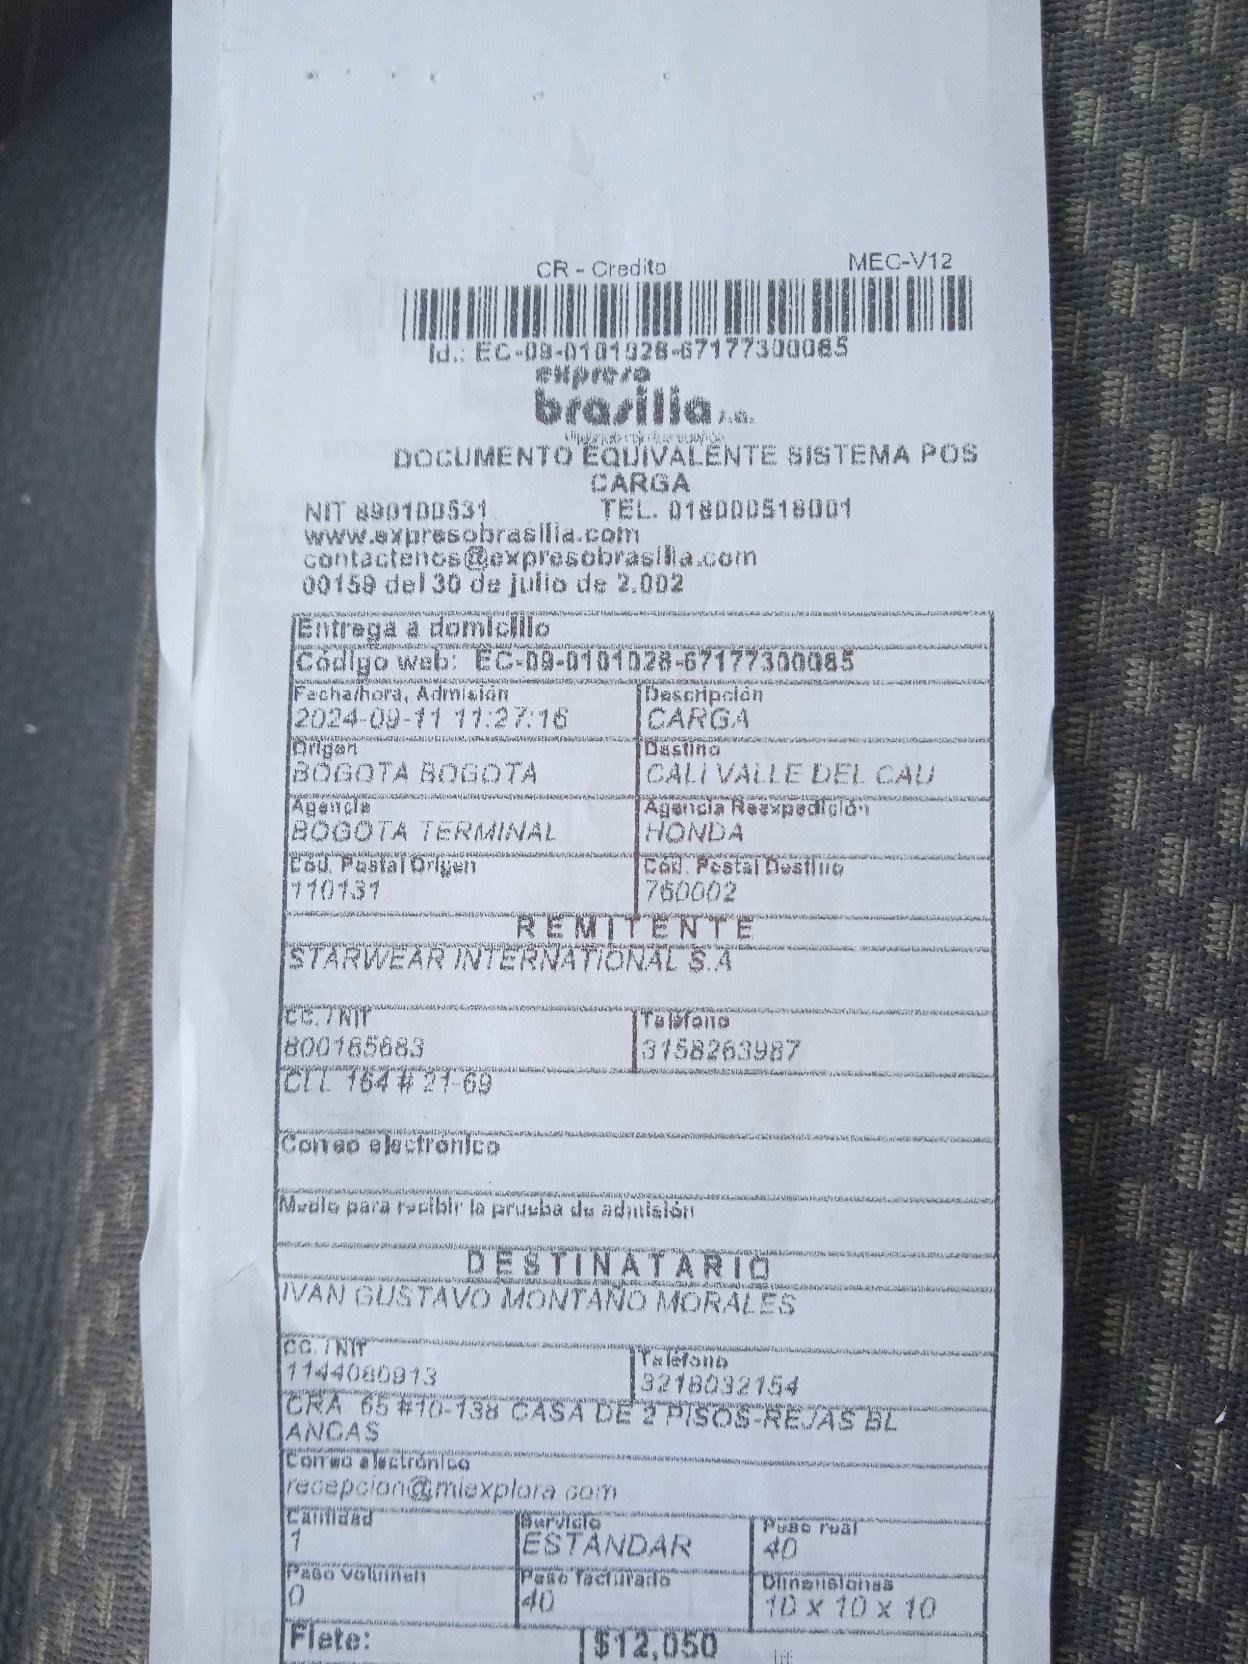 CR - Credito MEC-V12
Id.: EC-09-0101028-67177300085
expreso
brasilia s.a.
DOCUMENTO EQUIVALENTE SISTEMA POS
CARGA
NIT 890100531 TEL. 018000518001
www.expresobrasilia.com
contactenos@expresobrasilia.com
00159 del 30 de julio de 2.002
Entrega a domicilio
Código web: EC-09-0101028-67177300085
Fecha/hora, Admisión Descripción
2024-09-11 11:27:16 CARGA
Origen Destino
BOGOTA BOGOTA CALI VALLE DEL CAU
Agencia Agencia Reexpedición
BOGOTA TERMINAL HONDA
Cod. Postal Origen Cod. Postal Destino
110131 760002
REMITENTE
STARWEAR INTERNATIONAL S.A
CC. / NIT Teléfono
800165683 3158263987
CLL 164 # 21-69
Correo electrónico
Medio para recibir la prueba de admisión
DESTINATARIO
IVAN GUSTAVO MONTAÑO MORALES
CC. / NIT Teléfono
1144080913 3218032154
CRA 65 #10-138 CASA DE 2 PISOS-REJAS BL
ANCAS
Correo electrónico
recepcion@miexplora.com
Cantidad Servicio Peso real
1 ESTANDAR 40
Peso volumen Peso facturado Dimensiones
0 40 10 x 10 x 10
Flete: $12,050